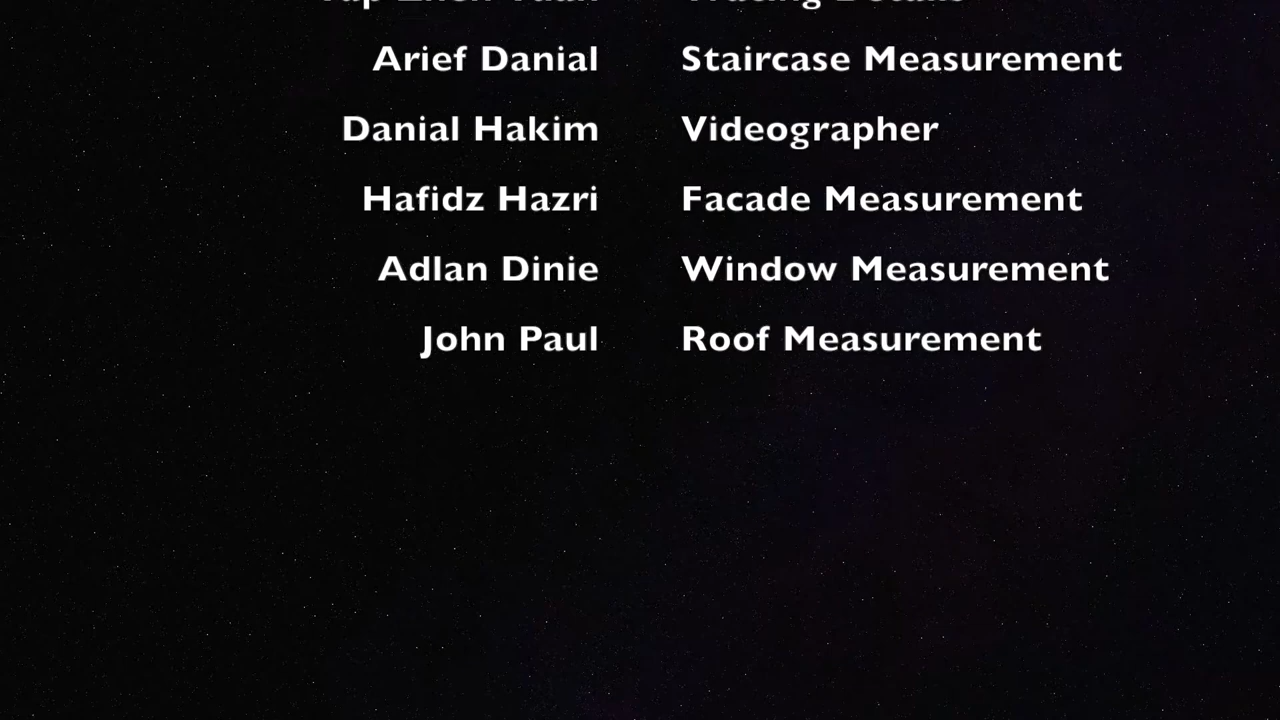 Arief Danial Staircase Measurement
Danial Hakim Videographer
Hafidz Hazri Facade Measurement
Adlan Dinie Window Measurement
John Paul Roof Measurement